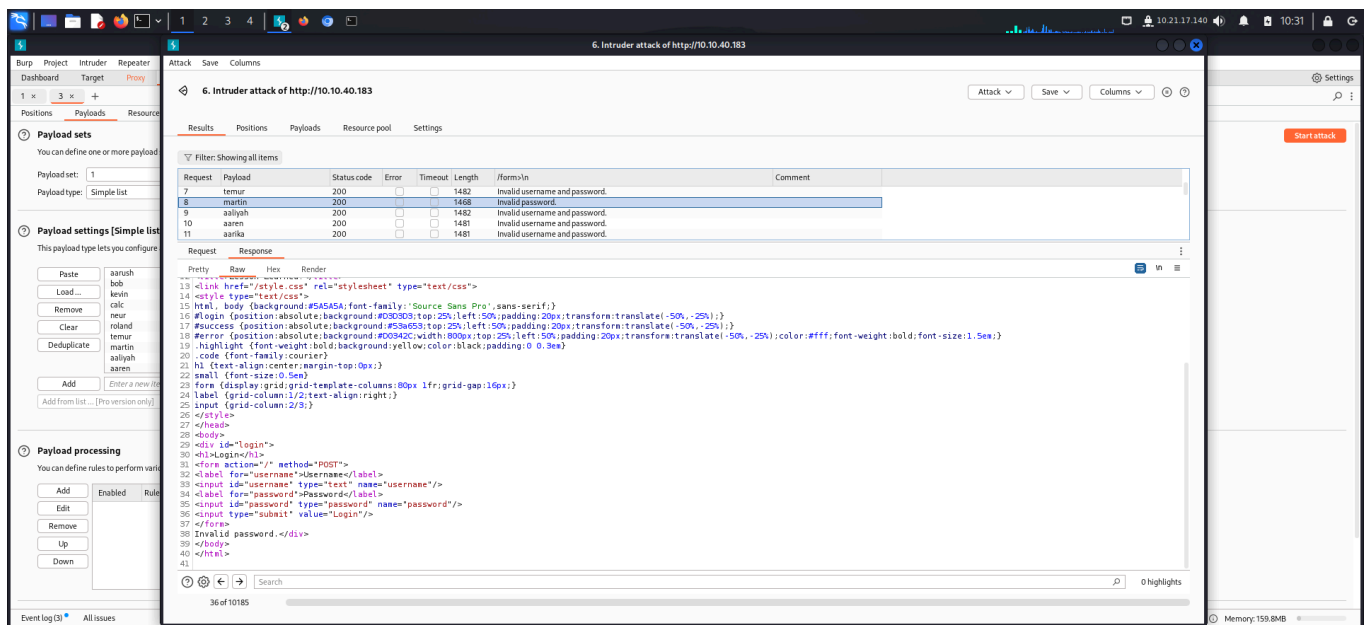 1 2 3 4
10.21.17.140
10:31
6. Intruder attack of http://10.10.40.183
Burp Project Intruder Repeater
Dashboard Target Proxy
Settings
1 × 3 × +
Positions Payloads Resource
Payload sets
You can define one or more payload
Payload set: 1
Payload type: Simple list
Payload settings [Simple list
This payload type lets you configure
Paste
Load ...
Remove
Clear
Deduplicate
aarush
bob
kevin
calc
neur
roland
temur
martin
aaliyah
aaren
Add
Enter a new ite
Add from list ... [Pro version only]
Payload processing
You can define rules to perform vari
Add
Edit
Remove
Up
Down
Enabled Rule
Event log (3) All issues
Attack Save Columns
6. Intruder attack of http://10.10.40.183
Attack Save Columns
Results Positions Payloads Resource pool Settings
Filter: Showing all items
Request Payload Status code Error Timeout Length /form>\n Comment
7 temur 200 1482 Invalid username and password.
8 martin 200 1468 Invalid password.
9 aaliyah 200 1482 Invalid username and password.
10 aaren 200 1481 Invalid username and password.
11 aarika 200 1481 Invalid username and password.
Request Response
Pretty Raw Hex Render
\n
13 <link href="/style.css" rel="stylesheet" type="text/css">
14 <style type="text/css">
15 html, body {background:#5A5A5A;font-family:'Source Sans Pro',sans-serif;}
16 #login {position:absolute;background:#D3D3D3;top:25%;left:50%;padding:20px;transform:translate(-50%,-25%);}
17 #success {position:absolute;background:#53a653;top:25%;left:50%;padding:20px;transform:translate(-50%,-25%);}
18 #error {position:absolute;background:#D0342C;width:800px;top:25%;left:50%;padding:20px;transform:translate(-50%,-25%);color:#fff;font-weight:bold;font-size:1.5em;}
19 .highlight {font-weight:bold;background:yellow;color:black;padding:0 0.3em}
20 .code {font-family:courier}
21 h1 {text-align:center;margin-top:0px;}
22 small {font-size:0.5em}
23 form {display:grid;grid-template-columns:80px 1fr;grid-gap:16px;}
24 label {grid-column:1/2;text-align:right;}
25 input {grid-column:2/3;}
26 </style>
27 </head>
28 <body>
29 <div id="login">
30 <h1>Login</h1>
31 <form action="/" method="POST">
32 <label for="username">Username</label>
33 <input id="username" type="text" name="username"/>
34 <label for="password">Password</label>
35 <input id="password" type="password" name="password"/>
36 <input type="submit" value="Login"/>
37 </form>
38 Invalid password.</div>
39 </body>
40 </html>
41
Search
0 highlights
36 of 10185
Start attack
Memory: 159.8MB